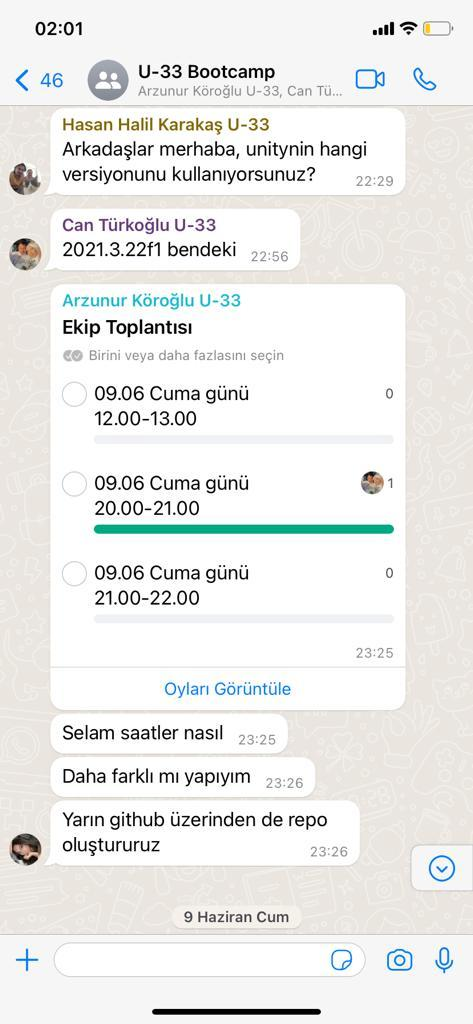 02:01
46
U-33 Bootcamp
Arzunur Köroğlu U-33, Can Tü...
Hasan Halil Karakaş U-33
Arkadaşlar merhaba, unitynin hangi
versiyonunu kullanıyorsunuz?
22:29
Can Türkoğlu U-33
2021.3.22f1 bendeki
22:56
Arzunur Köroğlu U-33
Ekip Toplantısı
Birini veya daha fazlasını seçin
09.06 Cuma günü 0
12.00-13.00
09.06 Cuma günü 1
20.00-21.00
09.06 Cuma günü 0
21.00-22.00
23:25
Oyları Görüntüle
Selam saatler nasıl 23:25
Daha farklı mı yapıyım 23:26
Yarın github üzerinden de repo
oluştururuz
23:26
9 Haziran Cum